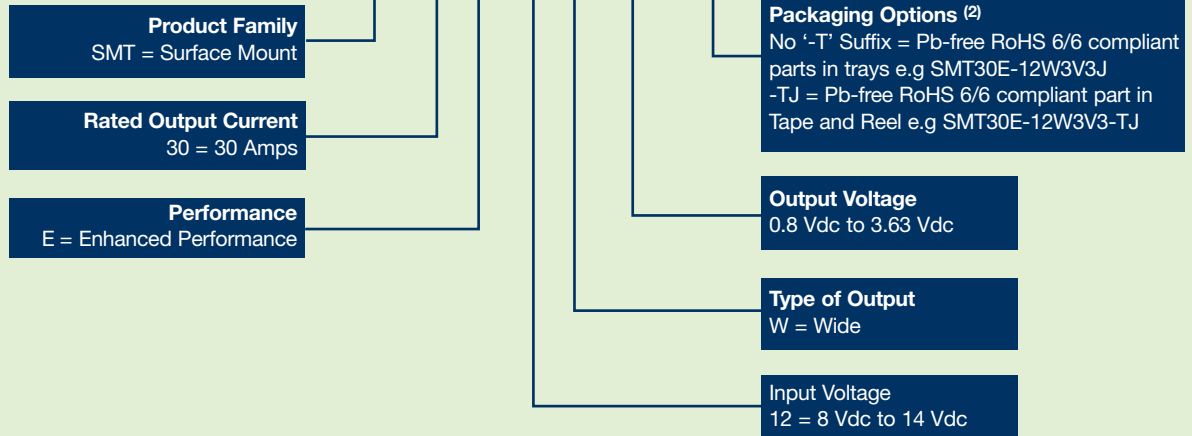 Product Family
SMT = Surface Mount
Rated Output Current
30 = 30 Amps
Performance
E = Enhanced Performance
Packaging Options (2)
No ‘-T’ Suffix = Pb-free RoHS 6/6 compliant
parts in trays e.g SMT30E-12W3V3J
-TJ = Pb-free RoHS 6/6 compliant part in
Tape and Reel e.g SMT30E-12W3V3-TJ
Output Voltage
0.8 Vdc to 3.63 Vdc
Type of Output
W = Wide
Input Voltage
12 = 8 Vdc to 14 Vdc